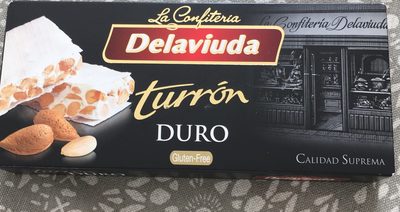 La Confitería
La Confitería Delaviuda
Delaviuda
turrón
DURO
Gluten-Free
CALIDAD SUPREMA